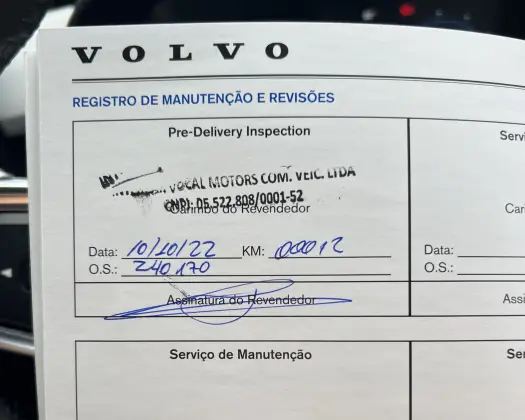 VOLVO
REGISTRO DE MANUTENÇÃO E REVISÕES
Pre-Delivery Inspection
Servi
VOCAL MOTORS COM. VEIC. LTDA
CNPJ: 05.522.808/0001-52
Carimbo do Revendedor
Car
Data: 10/10/22 KM: 00012
Data:
O.S.: 240170
O.S.:
Assinatura do Revendedor
Assi
Serviço de Manutenção
Se